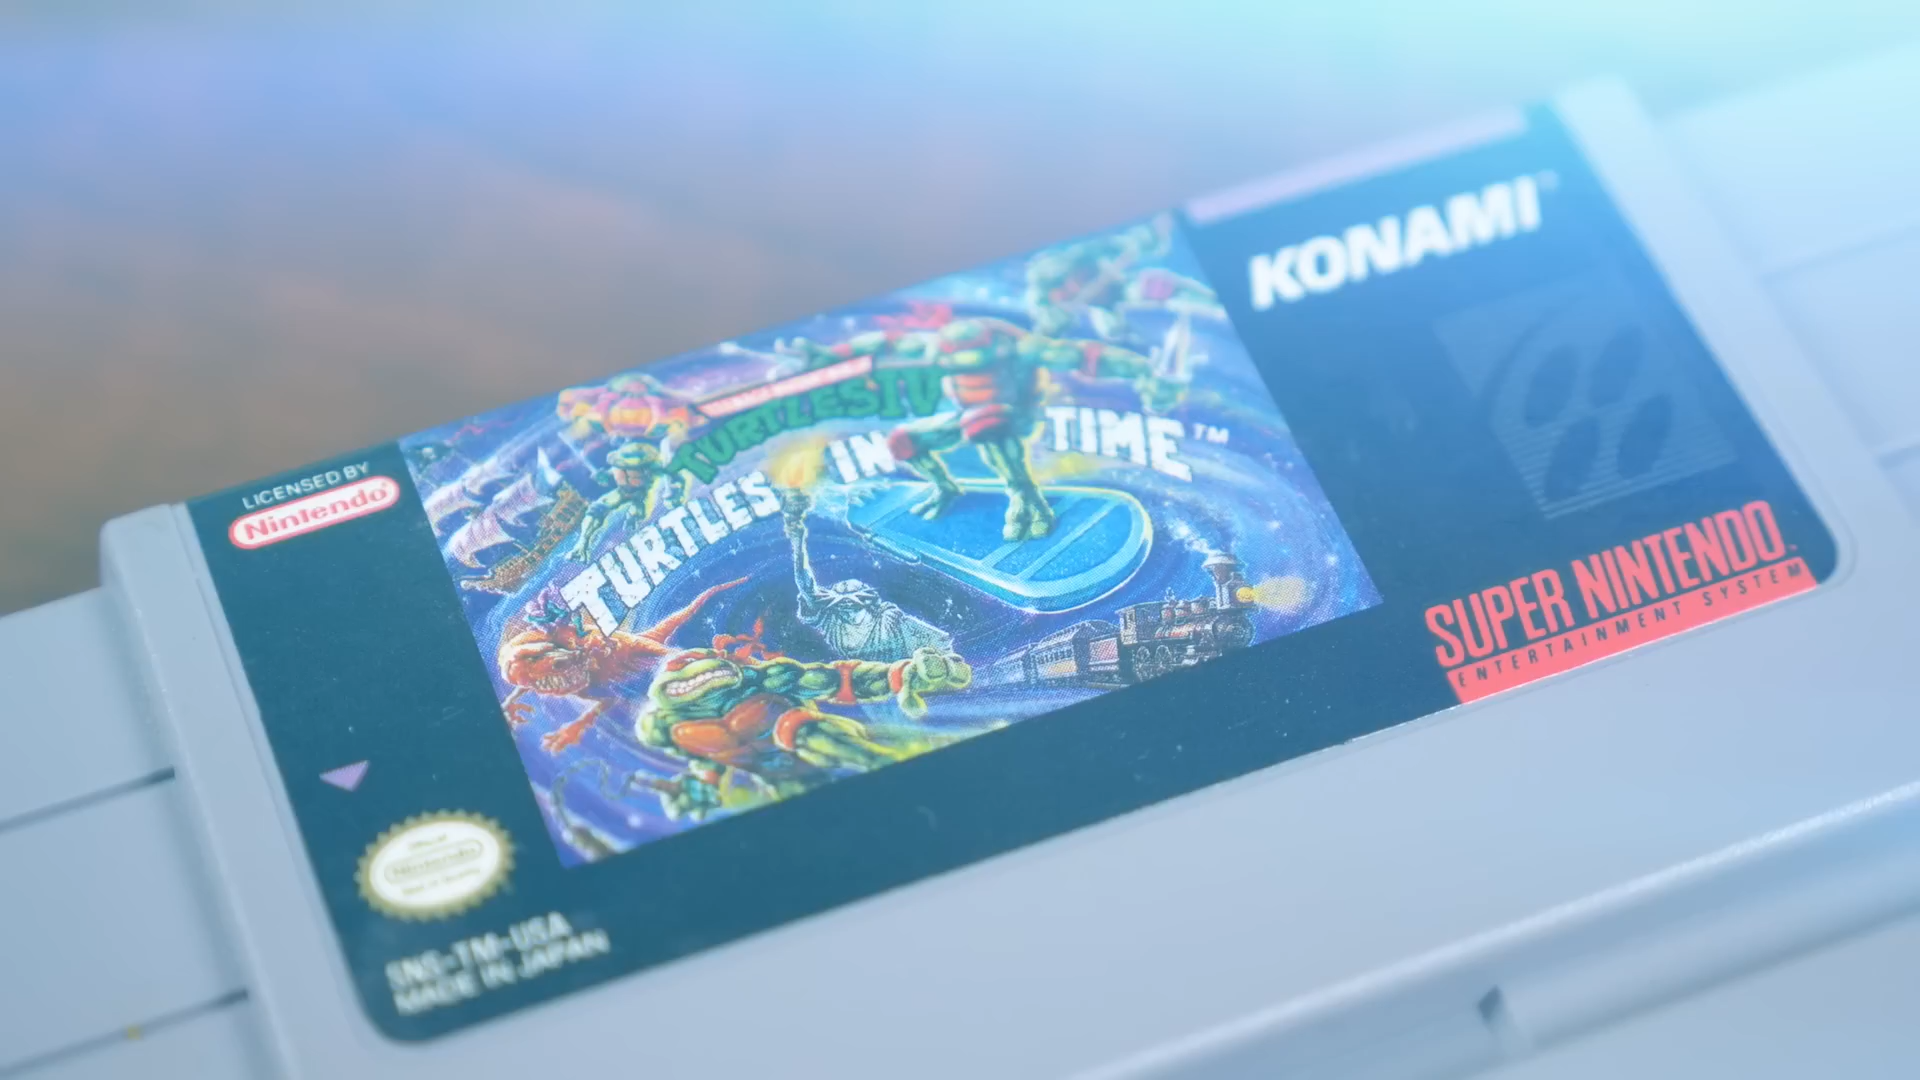 LICENSED BY
Nintendo
TURTLES IV
TURTLES IN TIME™
KONAMI
SUPER NINTENDO
ENTERTAINMENT SYSTEM
Nintendo
SNS-TM-USA
MADE IN JAPAN